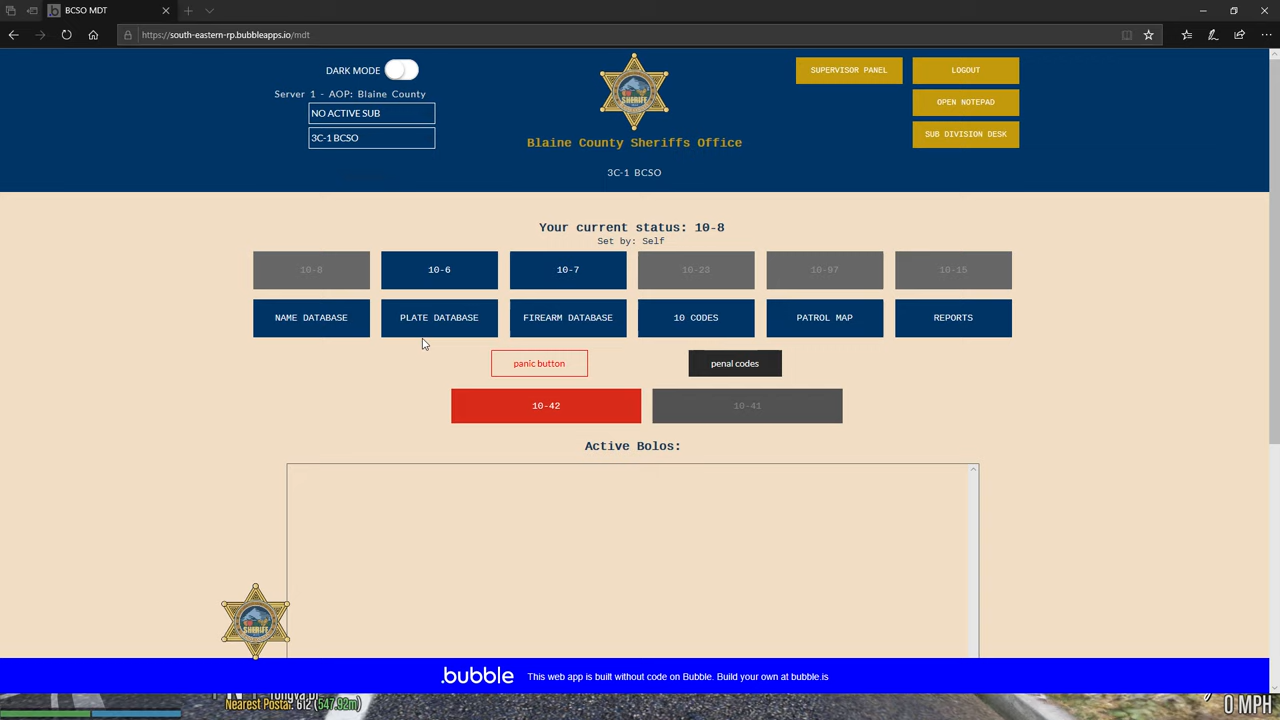 BCSO MDT
https://south-eastern-rp.bubbleapps.io/mdt
DARK MODE
Server 1 - AOP: Blaine County
NO ACTIVE SUB
3C-1 BCSO
SHERIFF
Blaine County Sheriffs Office
3C-1 BCSO
SUPERVISOR PANEL
LOGOUT
OPEN NOTEPAD
SUB DIVISION DESK
Your current status: 10-8
Set by: Self
10-8
10-6
10-7
10-23
10-97
10-15
NAME DATABASE
PLATE DATABASE
FIREARM DATABASE
10 CODES
PATROL MAP
REPORTS
panic button
penal codes
10-42
10-41
Active Bolos:
SHERIFF
.bubble
This web app is built without code on Bubble. Build your own at bubble.is
Nearest Postal: 812 (547.92m)
0 MPH